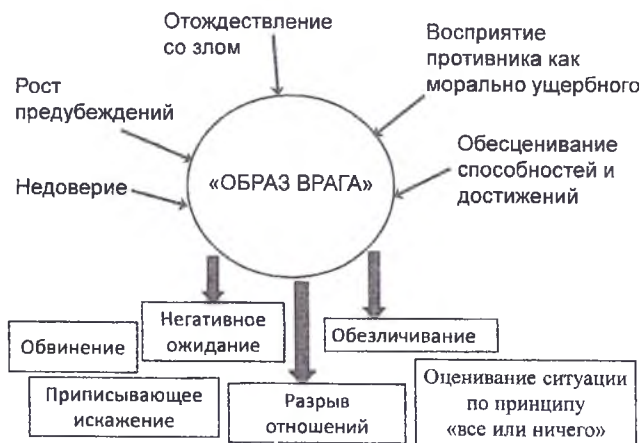 Отождествление
со злом
Восприятие
противника как
морально ущербного
Рост
предубеждений
Обесценивание
способностей и
достижений
Недоверие
«ОБРАЗ ВРАГА»
Негативное
ожидание
Обвинение
Обезличивание
Приписывающее
искажение
Разрыв
отношений
Оценивание ситуации
по принципу
«все или ничего»